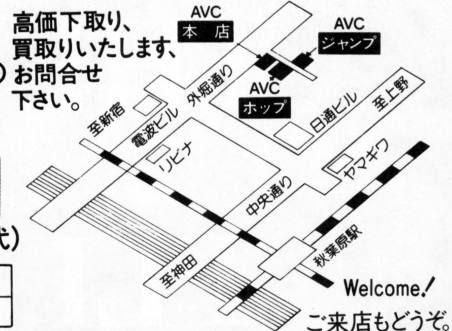 高価下取り、
買取りいたします、
お問合せ
下さい。
AVC
本店
AVC
ジャンプ
AVC
ホップ
外堀通り
至新宿
電波ビル
リビナ
日通ビル
至上野
ヤマギワ
中央通り
至神田
秋葉原駅
代)
Welcome!
ご来店もどうぞ。